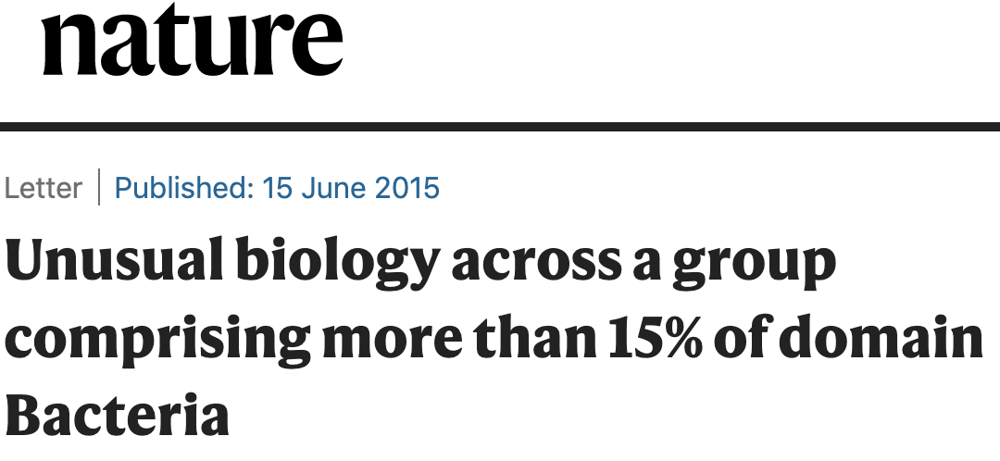 nature
Letter | Published: 15 June 2015
Unusual biology across a group
comprising more than 15% of domain
Bacteria